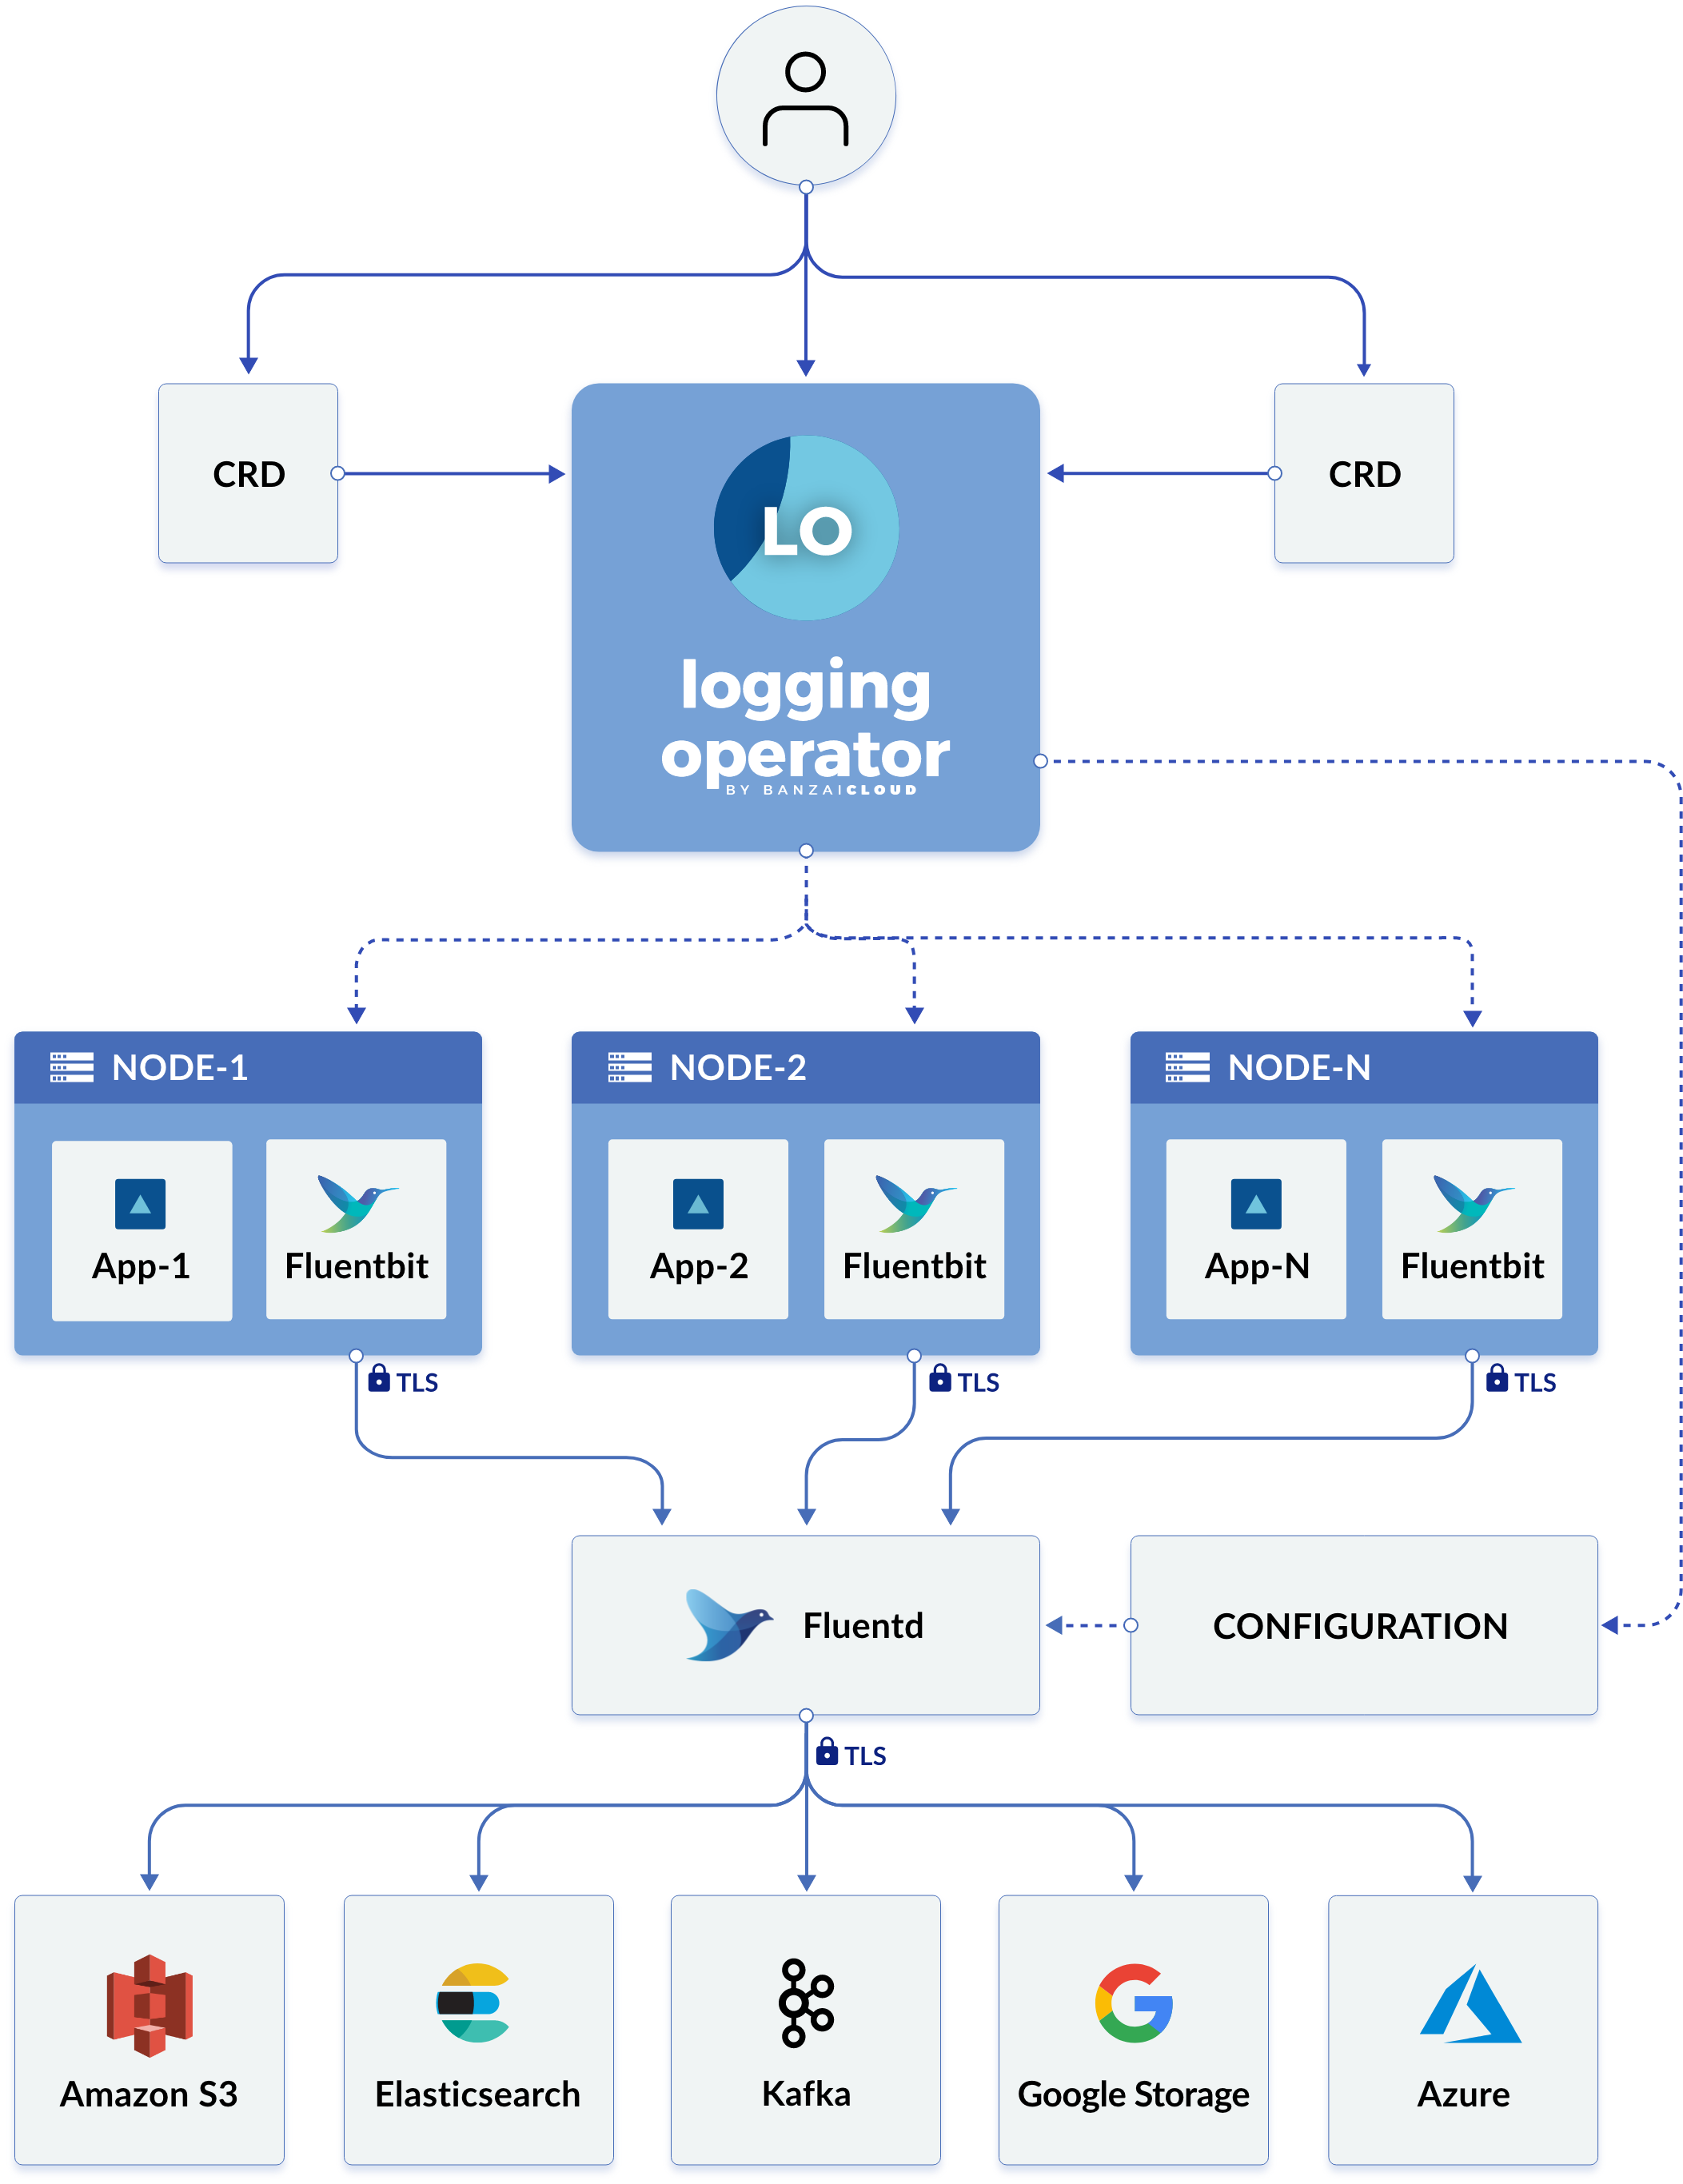 CRD
LO
CRD
logging
operator
BY BANZAICLOUD
NODE-1
NODE-2
NODE-N
App-1
Fluentbit
App-2
Fluentbit
App-N
Fluentbit
TLS
TLS
TLS
Fluentd
CONFIGURATION
TLS
Amazon S3
Elasticsearch
Kafka
Google Storage
Azure